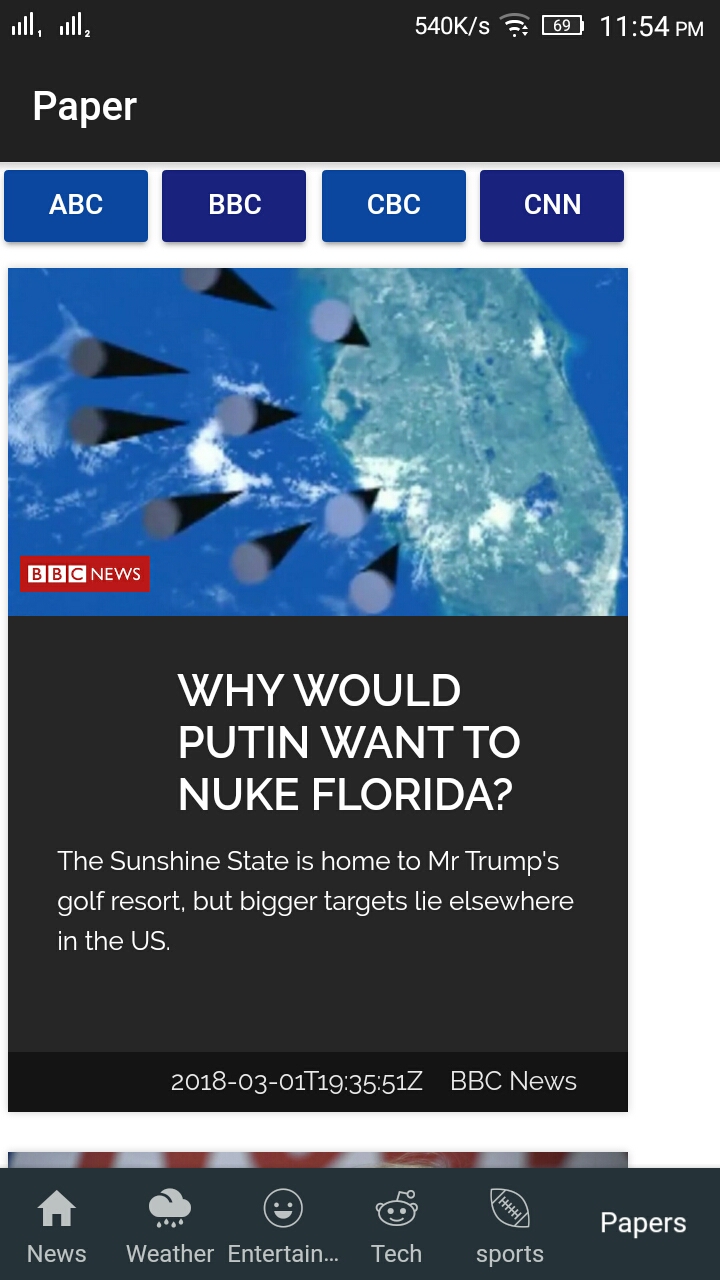 1 2 540K/s 69 11:54 PM
Paper
ABC BBC CBC CNN
BBC NEWS
WHY WOULD
PUTIN WANT TO
NUKE FLORIDA?
The Sunshine State is home to Mr Trump's
golf resort, but bigger targets lie elsewhere
in the US.
2018-03-01T19:35:51Z BBC News
News Weather Entertain... Tech sports Papers